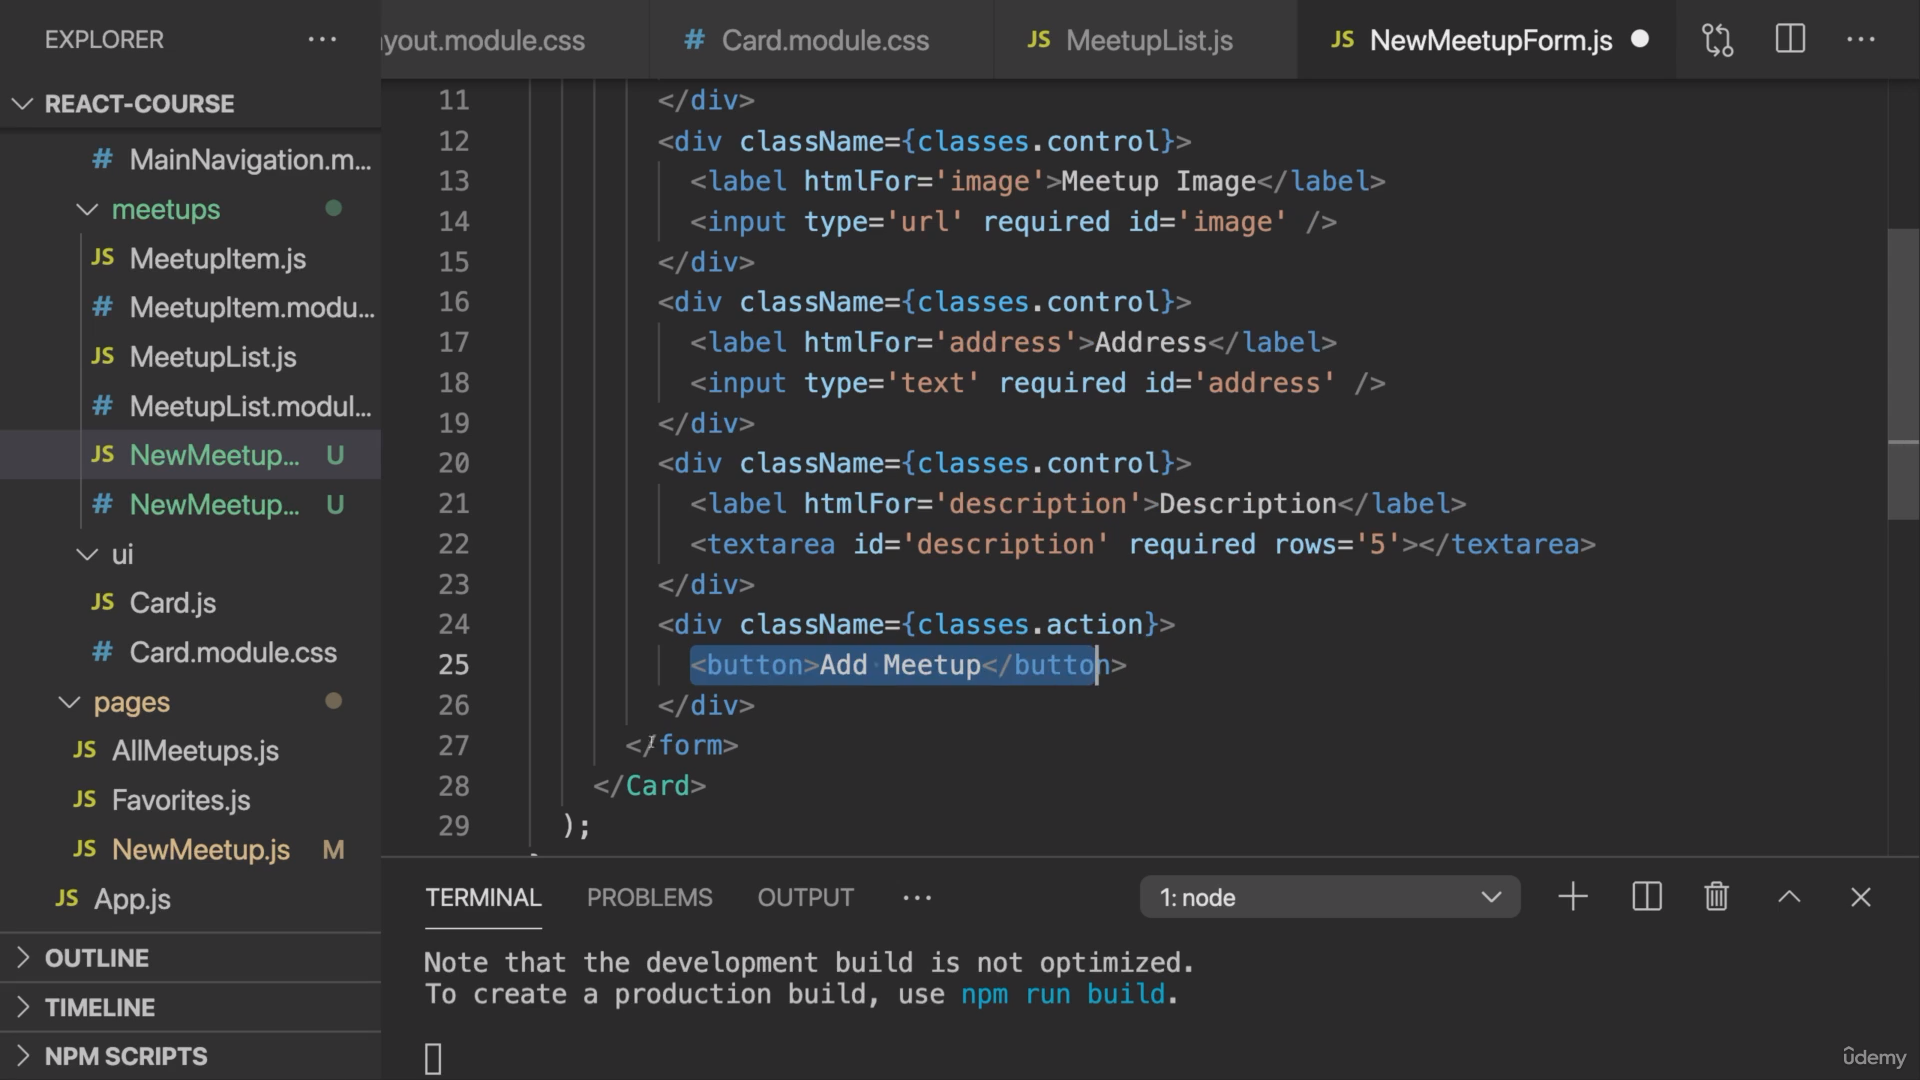 EXPLORER
yout.module.css
# Card.module.css
JS MeetupList.js
JS NewMeetupForm.js
REACT-COURSE
# MainNavigation.m...
meetups
JS MeetupItem.js
# MeetupItem.modu...
JS MeetupList.js
# MeetupList.modul...
JS NewMeetup... U
# NewMeetup... U
ui
JS Card.js
# Card.module.css
pages
JS AllMeetups.js
JS Favorites.js
JS NewMeetup.js M
JS App.js
OUTLINE
TIMELINE
NPM SCRIPTS
11 </div>
12 <div className={classes.control}>
13 <label htmlFor='image'>Meetup Image</label>
14 <input type='url' required id='image' />
15 </div>
16 <div className={classes.control}>
17 <label htmlFor='address'>Address</label>
18 <input type='text' required id='address' />
19 </div>
20 <div className={classes.control}>
21 <label htmlFor='description'>Description</label>
22 <textarea id='description' required rows='5'></textarea>
23 </div>
24 <div className={classes.action}>
25 <button>Add Meetup</button>
26 </div>
27 </form>
28 </Card>
29 );
TERMINAL PROBLEMS OUTPUT
1: node
Note that the development build is not optimized.
To create a production build, use npm run build.
ûdemy